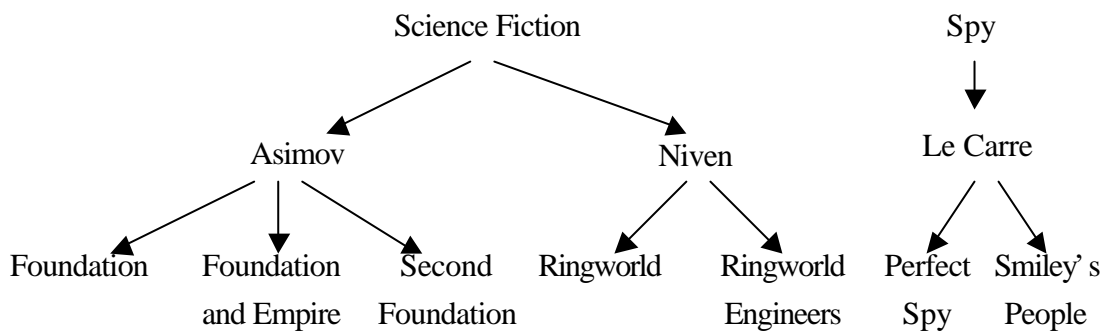 Science Fiction
Spy
Asimov
Niven
Le Carre
Foundation
Foundation
and Empire
Second
Foundation
Ringworld
Ringworld
Engineers
Perfect
Spy
Smiley's
People